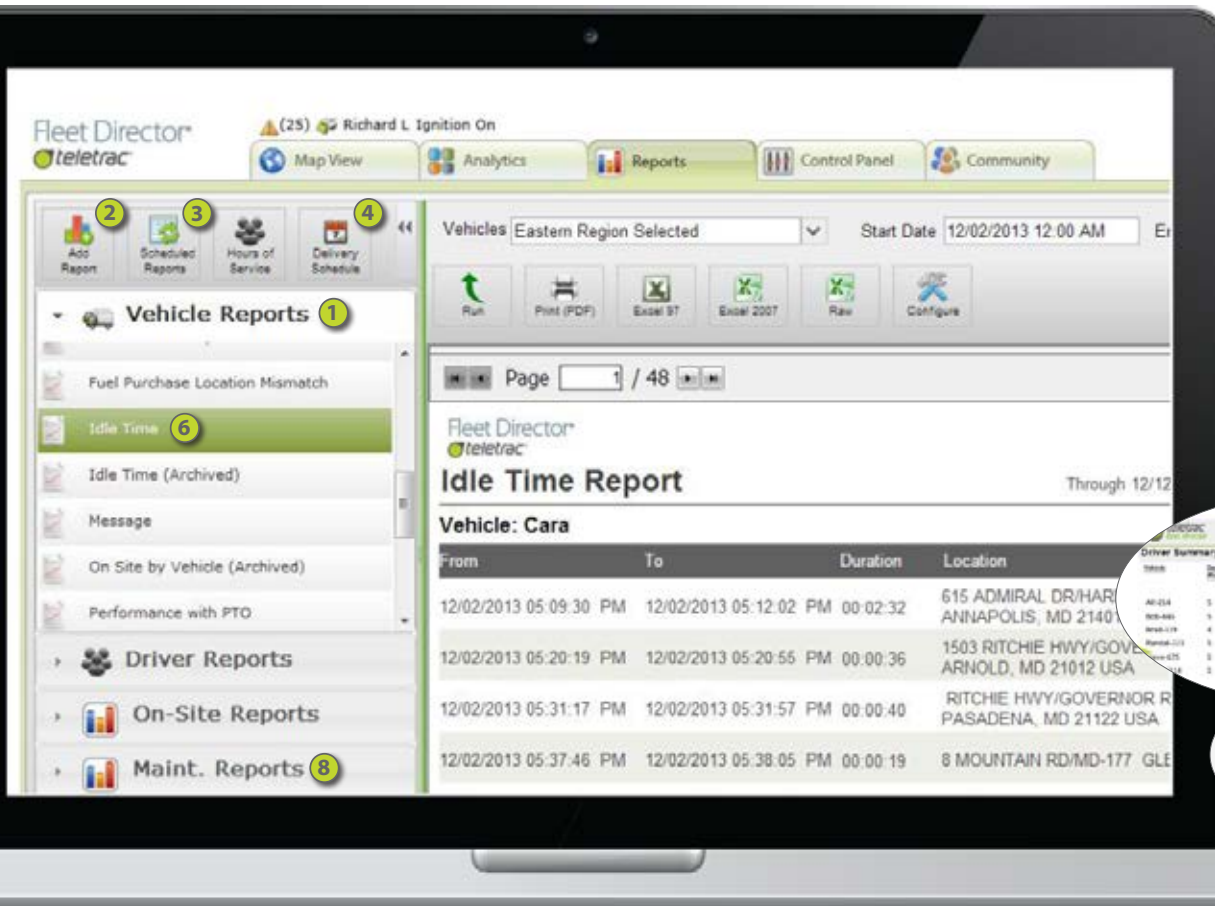 Fleet Director
teletrac
(25) Richard L Ignition On
Map View
Analytics
Reports
Control Panel
Community
2
3
4
Add Report
Scheduled Reports
Hours of Service
Delivery Schedule
Vehicles Eastern Region Selected
Start Date 12/02/2013 12:00 AM
Run
Print (PDF)
Excel 97
Excel 2007
Raw
Configure
Vehicle Reports 1
Fuel Purchase Location Mismatch
Idle Time 6
Idle Time (Archived)
Message
On Site by Vehicle (Archived)
Performance with PTO
Driver Reports
On-Site Reports
Maint. Reports 8
Page 1 / 48
Fleet Director
teletrac
Idle Time Report
Through 12/12
Vehicle: Cara
From To Duration Location
12/02/2013 05:09:30 PM 12/02/2013 05:12:02 PM 00:02:32 615 ADMIRAL DR/HAR
ANNAPOLIS, MD 2140
12/02/2013 05:20:19 PM 12/02/2013 05:20:55 PM 00:00:36 1503 RITCHIE HWY/GOVE
ARNOLD, MD 21012 USA
12/02/2013 05:31:17 PM 12/02/2013 05:31:57 PM 00:00:40 RITCHIE HWY/GOVERNOR R
PASADENA, MD 21122 USA
12/02/2013 05:37:46 PM 12/02/2013 05:38:05 PM 00:00:19 8 MOUNTAIN RD/MD-177 GLE
Driver Summary